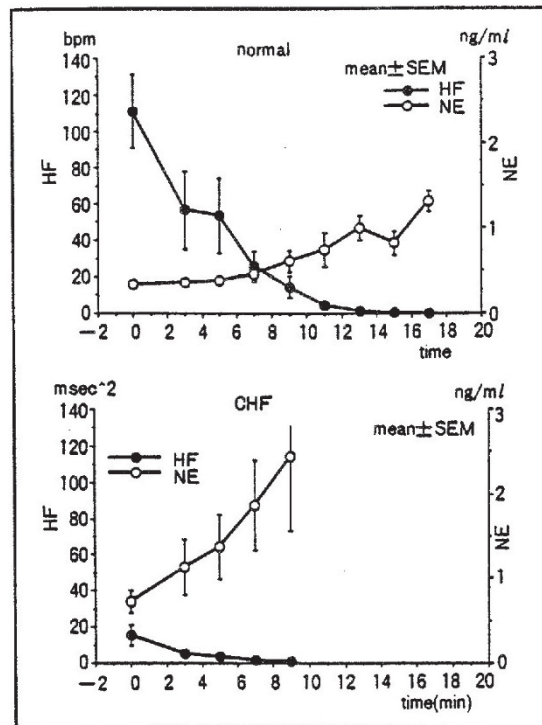 bpm normal ng/ml
140 3
mean±SEM
120 HF
NE
100
2
80
HF NE
60
1
40
20
0 0
−2 0 2 4 6 8 10 12 14 16 18 20
time
msec^2 CHF ng/ml
140 3
mean±SEM
120 HF
NE
100
2
80
HF NE
60
1
40
20
0 0
−2 0 2 4 6 8 10 12 14 16 18 20
time(min)